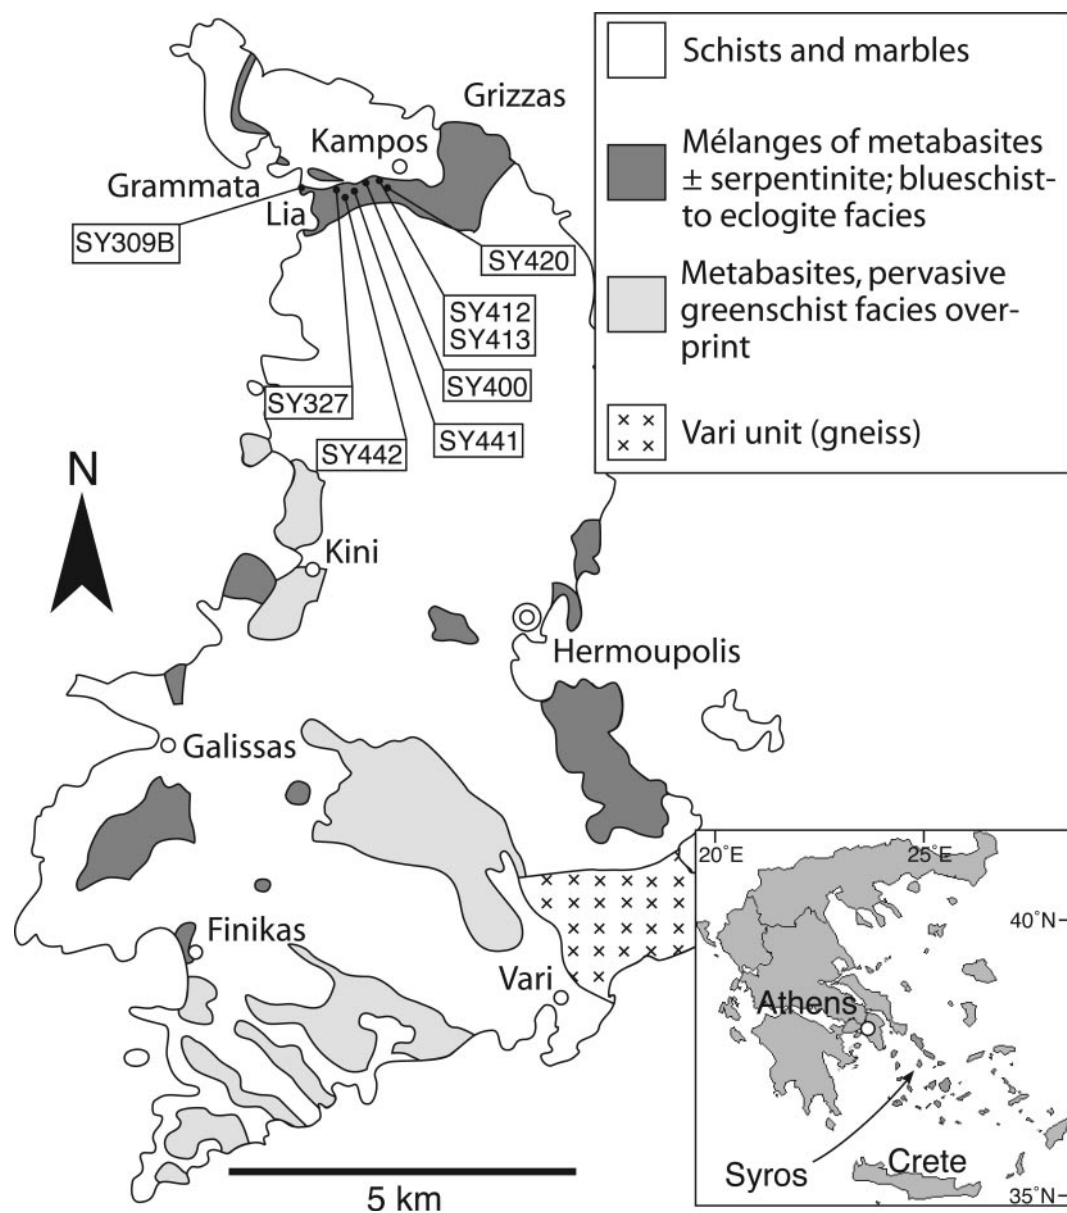 Schists and marbles
Mélanges of metabasites
± serpentinite; blueschist-
to eclogite facies
Metabasites, pervasive
greenschist facies over-
print
Vari unit (gneiss)
Grizzas
Kampos
Grammata
Lia
SY309B
SY420
SY412
SY413
SY400
SY327
SY441
SY442
N
Kini
Hermoupolis
Galissas
Finikas
Vari
5 km
20°E
25°E
40°N
Athens
Syros
Crete
35°N